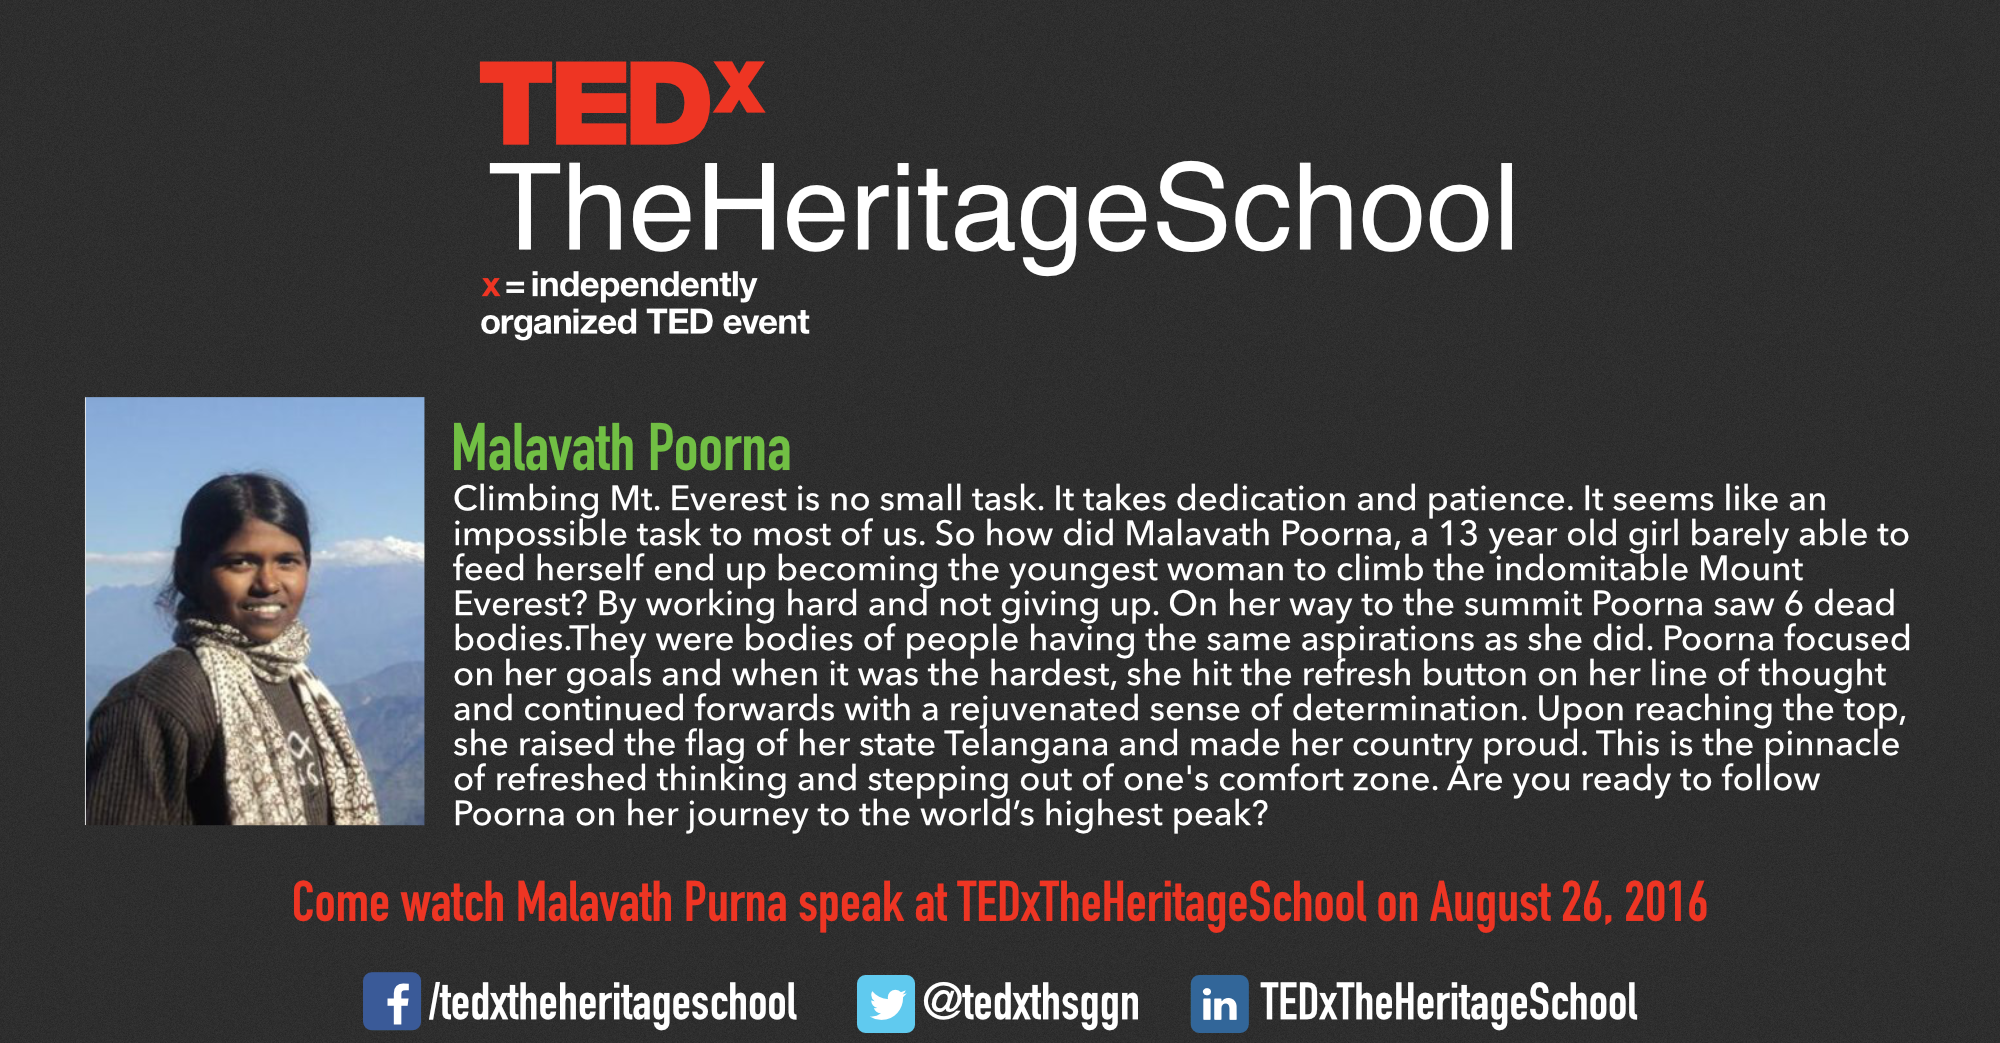 TEDx
TheHeritageSchool
x = independently
organized TED event
Malavath Poorna
Climbing Mt. Everest is no small task. It takes dedication and patience. It seems like an
impossible task to most of us. So how did Malavath Poorna, a 13 year old girl barely able to
feed herself end up becoming the youngest woman to climb the indomitable Mount
Everest? By working hard and not giving up. On her way to the summit Poorna saw 6 dead
bodies.They were bodies of people having the same aspirations as she did. Poorna focused
on her goals and when it was the hardest, she hit the refresh button on her line of thought
and continued forwards with a rejuvenated sense of determination. Upon reaching the top,
she raised the flag of her state Telangana and made her country proud. This is the pinnacle
of refreshed thinking and stepping out of one's comfort zone. Are you ready to follow
Poorna on her journey to the world’s highest peak?
Come watch Malavath Purna speak at TEDxTheHeritageSchool on August 26, 2016
f /tedxtheheritageschool @tedxthsggn in TEDxTheHeritageSchool